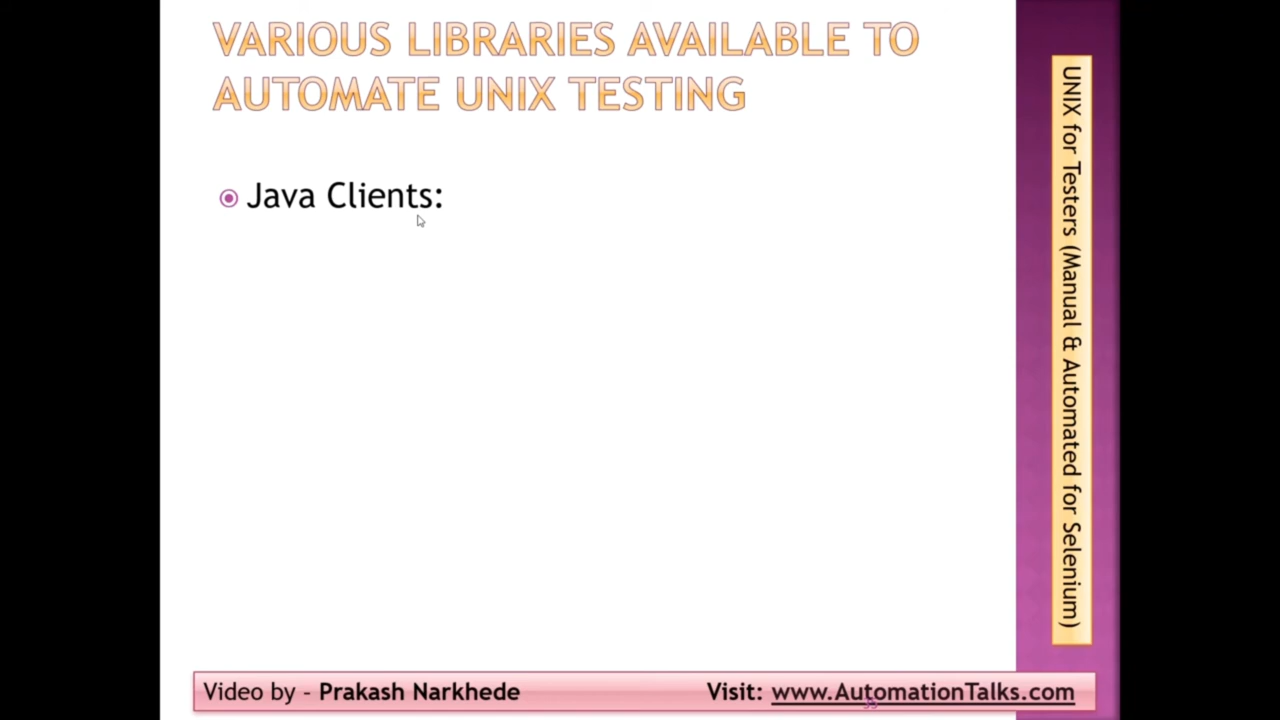 VARIOUS LIBRARIES AVAILABLE TO
AUTOMATE UNIX TESTING
Java Clients:
UNIX for Testers (Manual & Automated for Selenium)
Video by - Prakash Narkhede
Visit: www.AutomationTalks.com